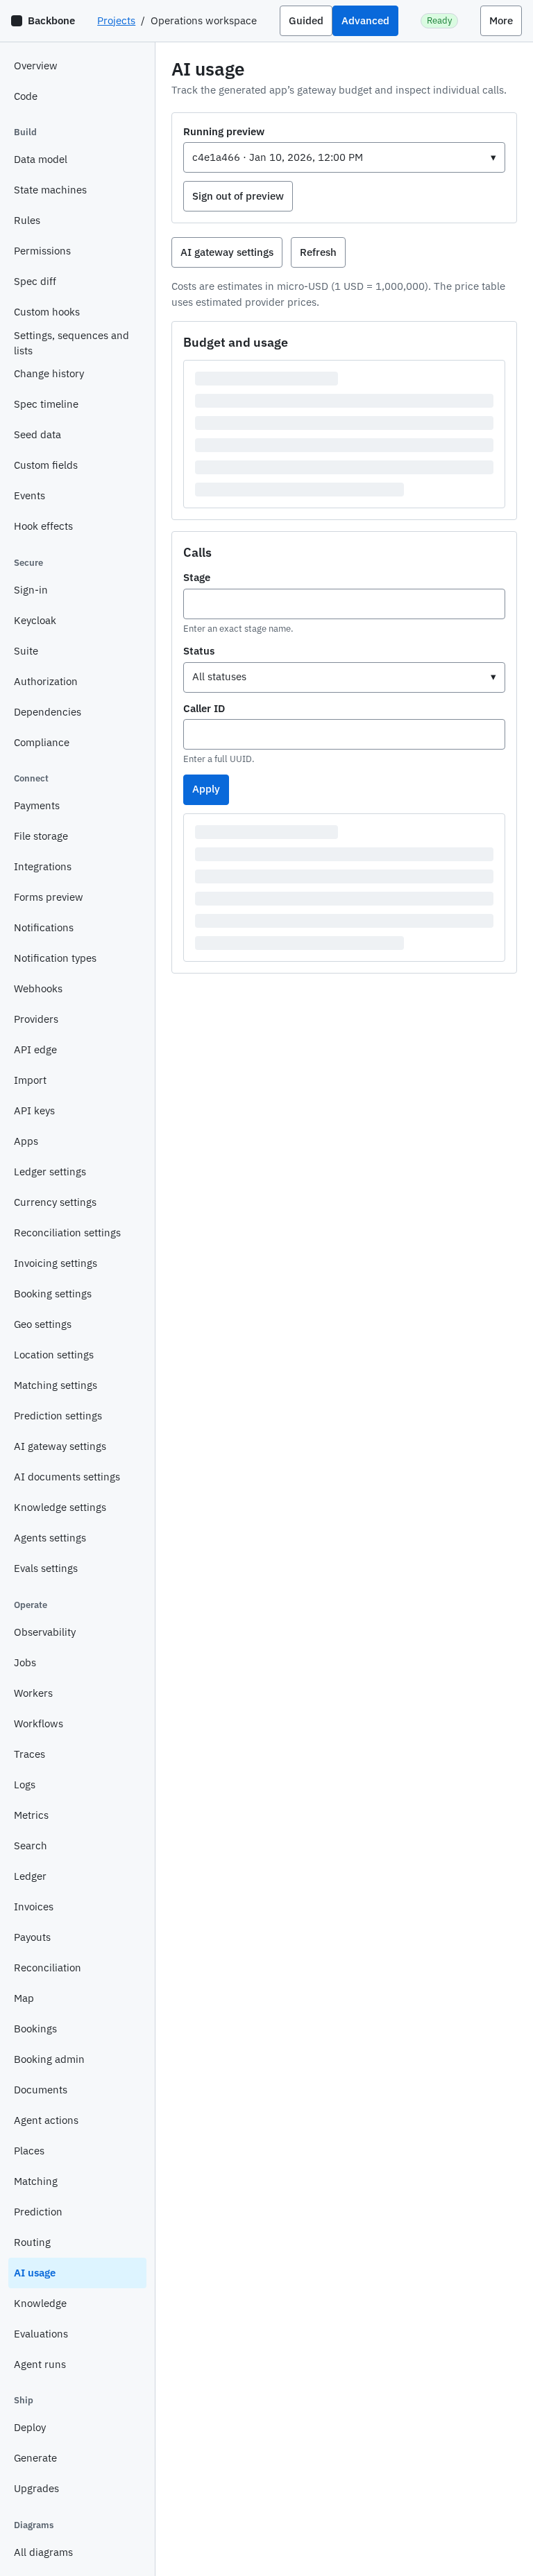 Backbone
Projects / Operations workspace
Guided
Advanced
Ready
More
Overview
Code
Build
Data model
State machines
Rules
Permissions
Spec diff
Custom hooks
Settings, sequences and
lists
Change history
Spec timeline
Seed data
Custom fields
Events
Hook effects
Secure
Sign-in
Keycloak
Suite
Authorization
Dependencies
Compliance
Connect
Payments
File storage
Integrations
Forms preview
Notifications
Notification types
Webhooks
Providers
API edge
Import
API keys
Apps
Ledger settings
Currency settings
Reconciliation settings
Invoicing settings
Booking settings
Geo settings
Location settings
Matching settings
Prediction settings
AI gateway settings
AI documents settings
Knowledge settings
Agents settings
Evals settings
Operate
Observability
Jobs
Workers
Workflows
Traces
Logs
Metrics
Search
Ledger
Invoices
Payouts
Reconciliation
Map
Bookings
Booking admin
Documents
Agent actions
Places
Matching
Prediction
Routing
AI usage
Knowledge
Evaluations
Agent runs
Ship
Deploy
Generate
Upgrades
Diagrams
All diagrams
AI usage
Track the generated app’s gateway budget and inspect individual calls.
Running preview
c4e1a466 · Jan 10, 2026, 12:00 PM
Sign out of preview
AI gateway settings
Refresh
Costs are estimates in micro-USD (1 USD = 1,000,000). The price table
uses estimated provider prices.
Budget and usage
Calls
Stage
Enter an exact stage name.
Status
All statuses
Caller ID
Enter a full UUID.
Apply